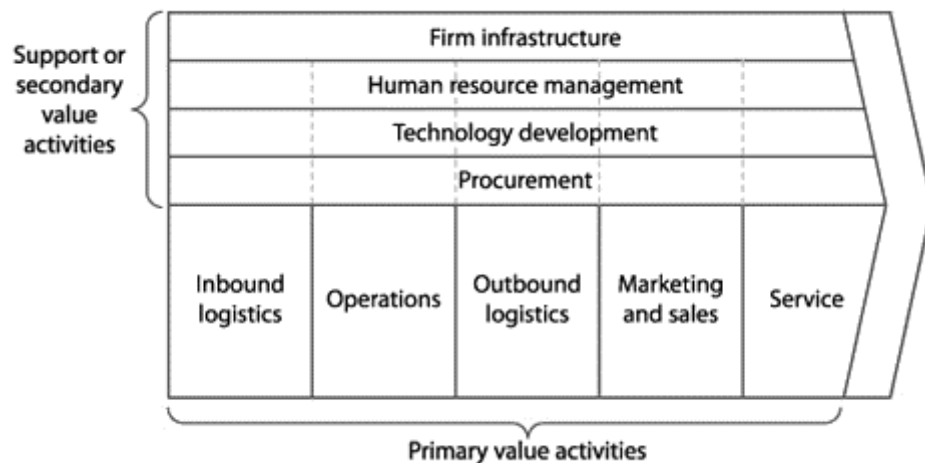 Support or
secondary
value
activities
Firm infrastructure
Human resource management
Technology development
Procurement
Inbound
logistics
Operations
Outbound
logistics
Marketing
and sales
Service
Primary value activities